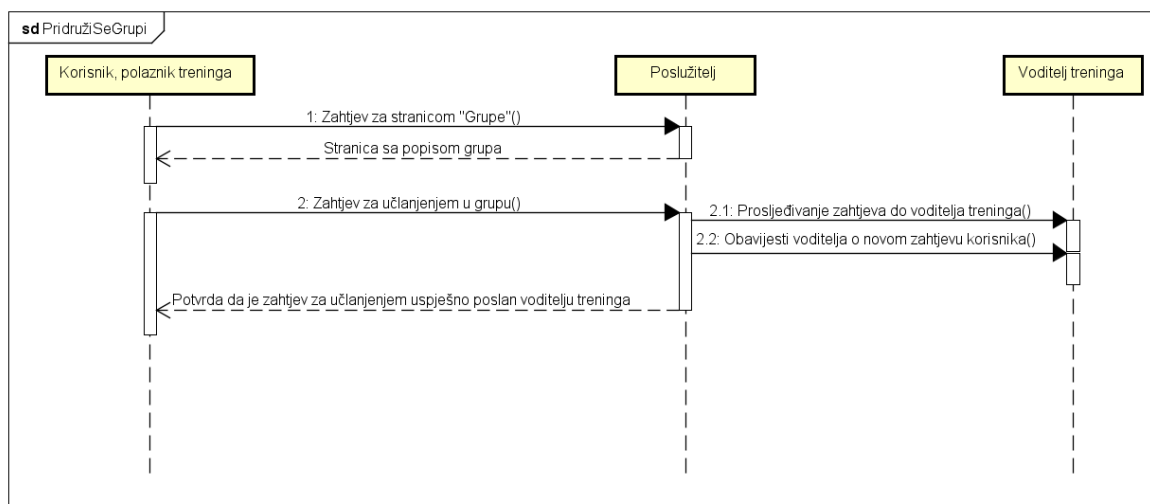 sd PridružiSeGrupi
Korisnik, polaznik treninga
Poslužitelj
Voditelj treninga
1: Zahtjev za stranicom "Grupe"()
Stranica sa popisom grupa
2: Zahtjev za učlanjenjem u grupu()
2.1: Prosljeđivanje zahtjeva do voditelja treninga()
2.2: Obavijesti voditelja o novom zahtjevu korisnika()
Potvrda da je zahtjev za učlanjenjem uspješno poslan voditelju treninga